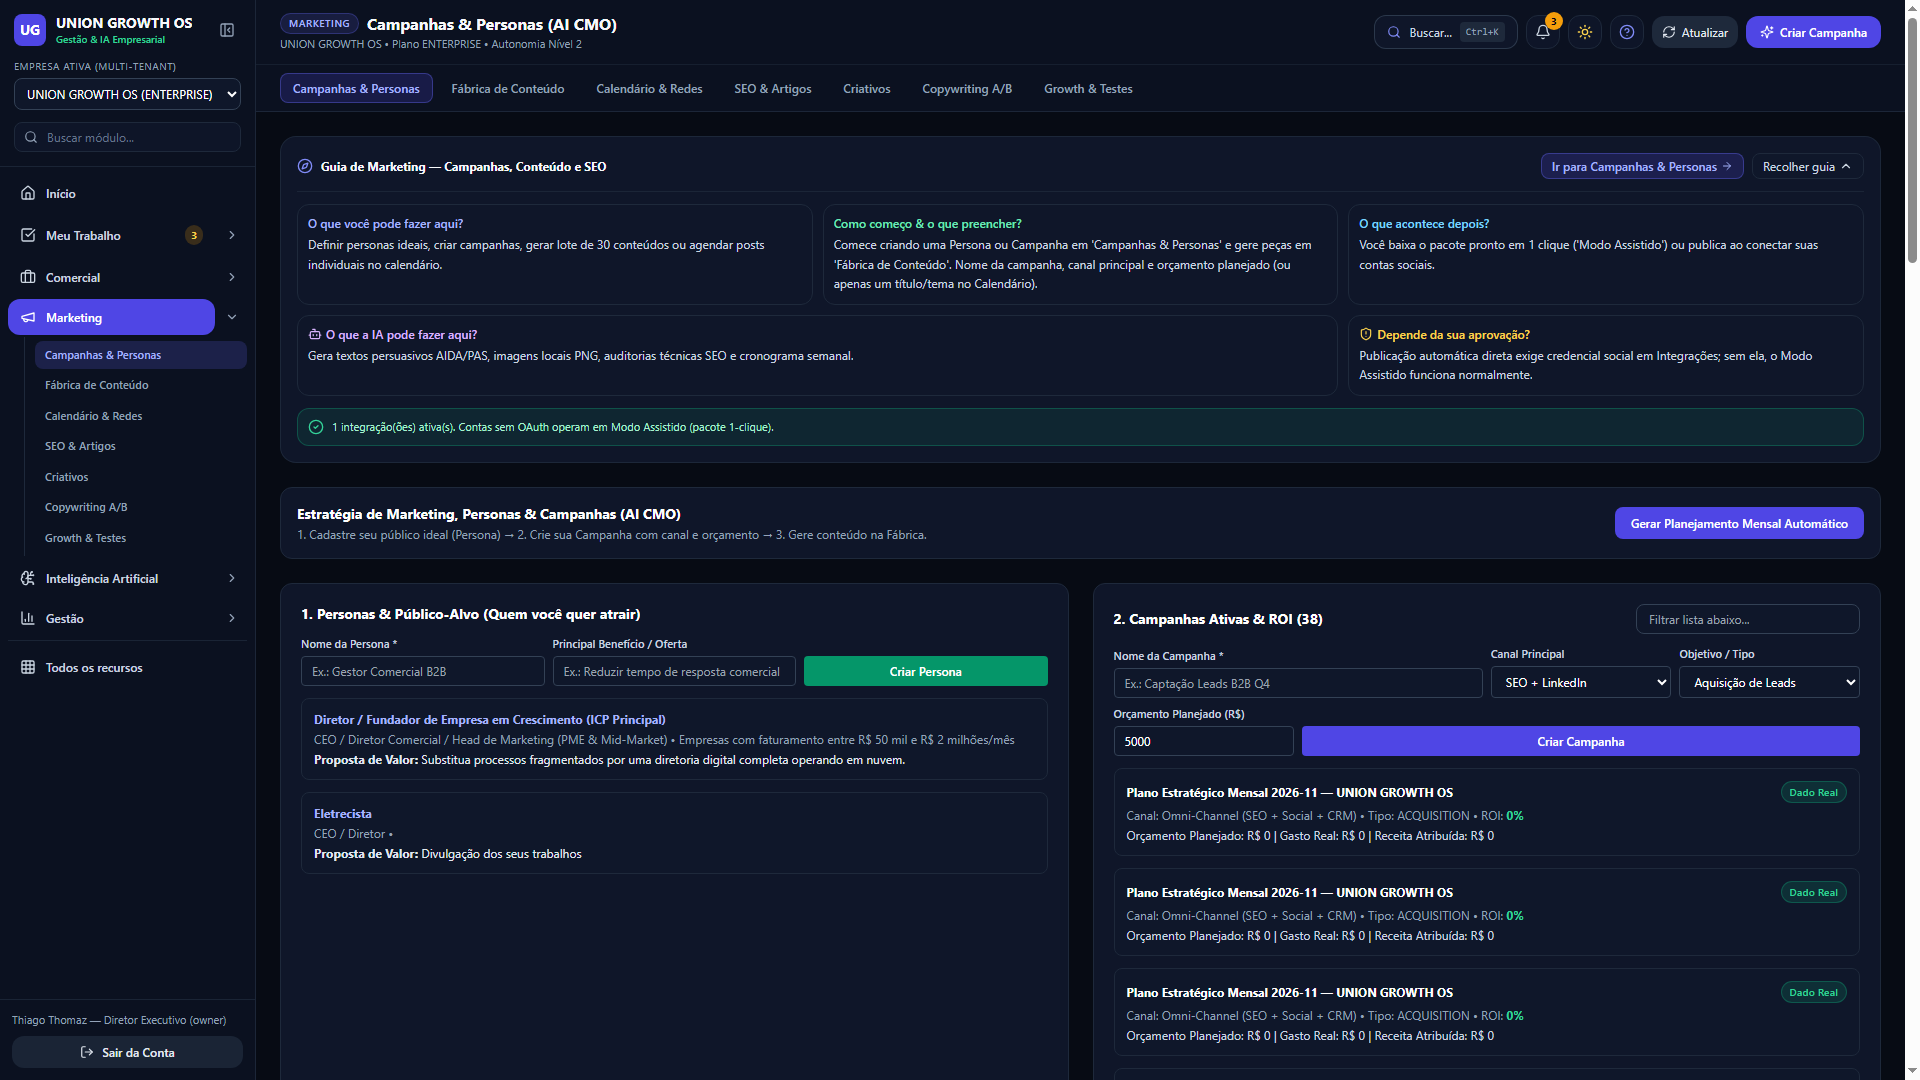 UG
UNION GROWTH OS
Gestão & IA Empresarial
EMPRESA ATIVA (MULTI-TENANT)
UNION GROWTH OS (ENTERPRISE)
Buscar módulo...
Início
Meu Trabalho
3
Comercial
Marketing
Campanhas & Personas
Fábrica de Conteúdo
Calendário & Redes
SEO & Artigos
Criativos
Copywriting A/B
Growth & Testes
Inteligência Artificial
Gestão
Todos os recursos
Thiago Thomaz — Diretor Executivo (owner)
Sair da Conta
MARKETING
Campanhas & Personas (AI CMO)
UNION GROWTH OS • Plano ENTERPRISE • Autonomia Nível 2
Buscar...
Ctrl+K
3
Atualizar
Criar Campanha
Campanhas & Personas
Fábrica de Conteúdo
Calendário & Redes
SEO & Artigos
Criativos
Copywriting A/B
Growth & Testes
Guia de Marketing — Campanhas, Conteúdo e SEO
Ir para Campanhas & Personas →
Recolher guia
O que você pode fazer aqui?
Definir personas ideais, criar campanhas, gerar lote de 30 conteúdos ou agendar posts
individuais no calendário.
Como começo & o que preencher?
Comece criando uma Persona ou Campanha em 'Campanhas & Personas' e gere peças em
'Fábrica de Conteúdo'. Nome da campanha, canal principal e orçamento planejado (ou
apenas um título/tema no Calendário).
O que acontece depois?
Você baixa o pacote pronto em 1 clique ('Modo Assistido') ou publica ao conectar suas
contas sociais.
O que a IA pode fazer aqui?
Gera textos persuasivos AIDA/PAS, imagens locais PNG, auditorias técnicas SEO e cronograma semanal.
Depende da sua aprovação?
Publicação automática direta exige credencial social em Integrações; sem ela, o Modo
Assistido funciona normalmente.
1 integração(ões) ativa(s). Contas sem OAuth operam em Modo Assistido (pacote 1-clique).
Estratégia de Marketing, Personas & Campanhas (AI CMO)
1. Cadastre seu público ideal (Persona) → 2. Crie sua Campanha com canal e orçamento → 3. Gere conteúdo na Fábrica.
Gerar Planejamento Mensal Automático
1. Personas & Público-Alvo (Quem você quer atrair)
Nome da Persona *
Principal Benefício / Oferta
Ex.: Gestor Comercial B2B
Ex.: Reduzir tempo de resposta comercial
Criar Persona
Diretor / Fundador de Empresa em Crescimento (ICP Principal)
CEO / Diretor Comercial / Head de Marketing (PME & Mid-Market) • Empresas com faturamento entre R$ 50 mil e R$ 2 milhões/mês
Proposta de Valor: Substitua processos fragmentados por uma diretoria digital completa operando em nuvem.
Eletrecista
CEO / Diretor •
Proposta de Valor: Divulgação dos seus trabalhos
2. Campanhas Ativas & ROI (38)
Filtrar lista abaixo...
Nome da Campanha *
Canal Principal
Objetivo / Tipo
Ex.: Captação Leads B2B Q4
SEO + LinkedIn
Aquisição de Leads
Orçamento Planejado (R$)
5000
Criar Campanha
Plano Estratégico Mensal 2026-11 — UNION GROWTH OS
Dado Real
Canal: Omni-Channel (SEO + Social + CRM) • Tipo: ACQUISITION • ROI: 0%
Orçamento Planejado: R$ 0 | Gasto Real: R$ 0 | Receita Atribuída: R$ 0
Plano Estratégico Mensal 2026-11 — UNION GROWTH OS
Dado Real
Canal: Omni-Channel (SEO + Social + CRM) • Tipo: ACQUISITION • ROI: 0%
Orçamento Planejado: R$ 0 | Gasto Real: R$ 0 | Receita Atribuída: R$ 0
Plano Estratégico Mensal 2026-11 — UNION GROWTH OS
Dado Real
Canal: Omni-Channel (SEO + Social + CRM) • Tipo: ACQUISITION • ROI: 0%
Orçamento Planejado: R$ 0 | Gasto Real: R$ 0 | Receita Atribuída: R$ 0